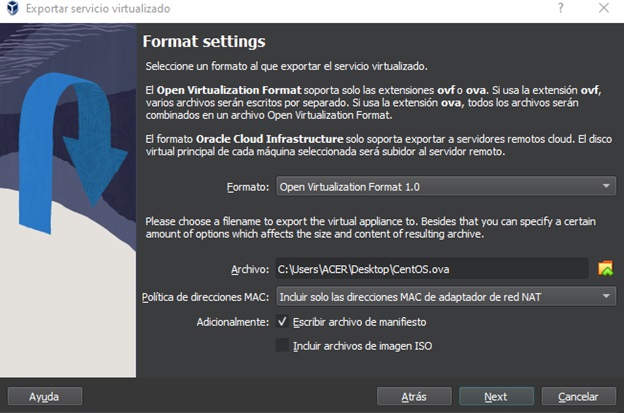 Exportar servicio virtualizado
?
Format settings
Seleccione un formato al que exportar el servicio virtualizado.
El Open Virtualization Format soporta solo las extensiones ovf o ova. Si usa la extensión ovf,
varios archivos serán escritos por separado. Si usa la extensión ova, todos los archivos serán
combinados en un archivo Open Virtualization Format.
El formato Oracle Cloud Infrastructure solo soporta exportar a servidores remotos cloud. El disco
virtual principal de cada máquina seleccionada será subidor al servidor remoto.
Formato: Open Virtualization Format 1.0
Please choose a filename to export the virtual appliance to. Besides that you can specify a certain
amount of options which affects the size and content of resulting archive.
Archivo: C:\Users\ACER\Desktop\CentOS.ova
Política de direcciones MAC: Incluir solo las direcciones MAC de adaptador de red NAT
Adicionalmente: Escribir archivo de manifiesto
Incluir archivos de imagen ISO
Ayuda Atrás Next Cancelar